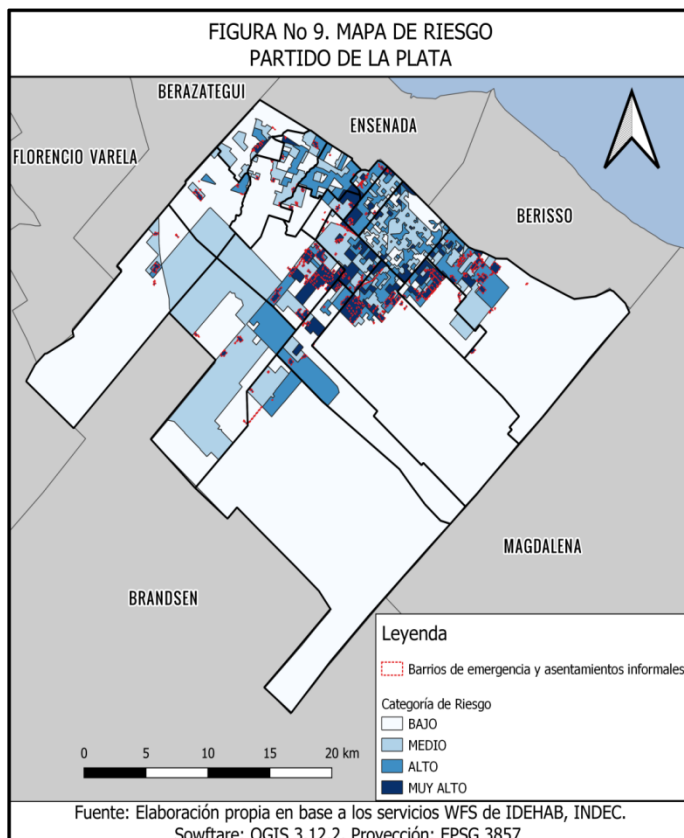 FIGURA No 9. MAPA DE RIESGO
PARTIDO DE LA PLATA
BERAZATEGUI
ENSENADA
FLORENCIO VARELA
BERISSO
MAGDALENA
BRANDSEN
Leyenda
Barrios de emergencia y asentamientos informales
Categoría de Riesgo
BAJO
MEDIO
ALTO
MUY ALTO
0 5 10 15 20 km
Fuente: Elaboración propia en base a los servicios WFS de IDEHAB, INDEC.
Sowftare: QGIS 3.12.2. Proyección: EPSG 3857